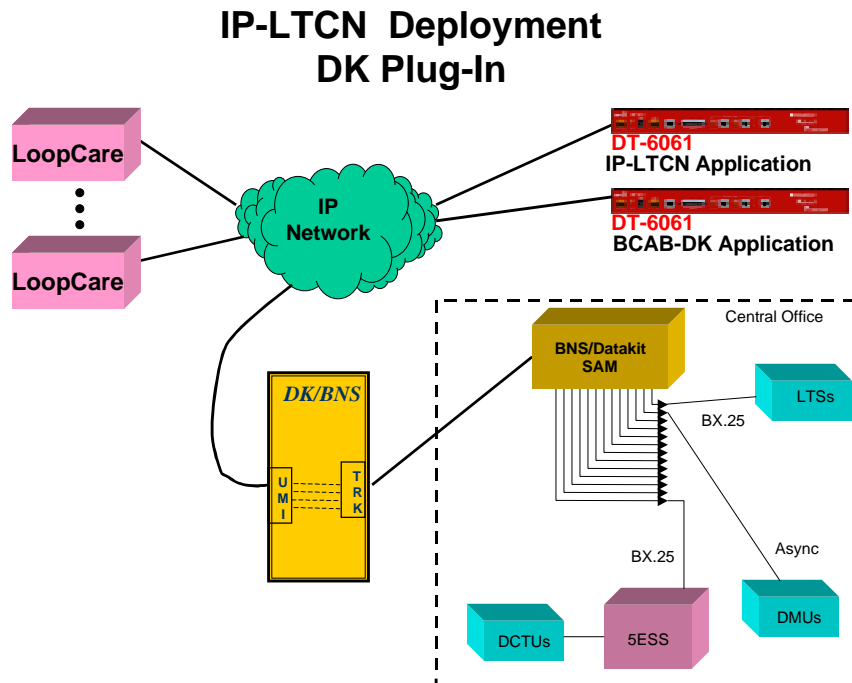 IP-LTCN Deployment
DK Plug-In
LoopCare
LoopCare
IP
Network
DT-6061
IP-LTCN Application
DT-6061
BCAB-DK Application
Central Office
BNS/Datakit
SAM
LTSs
BX.25
DK/BNS
UMI
TRK
Async
BX.25
DMUs
DCTUs
5ESS